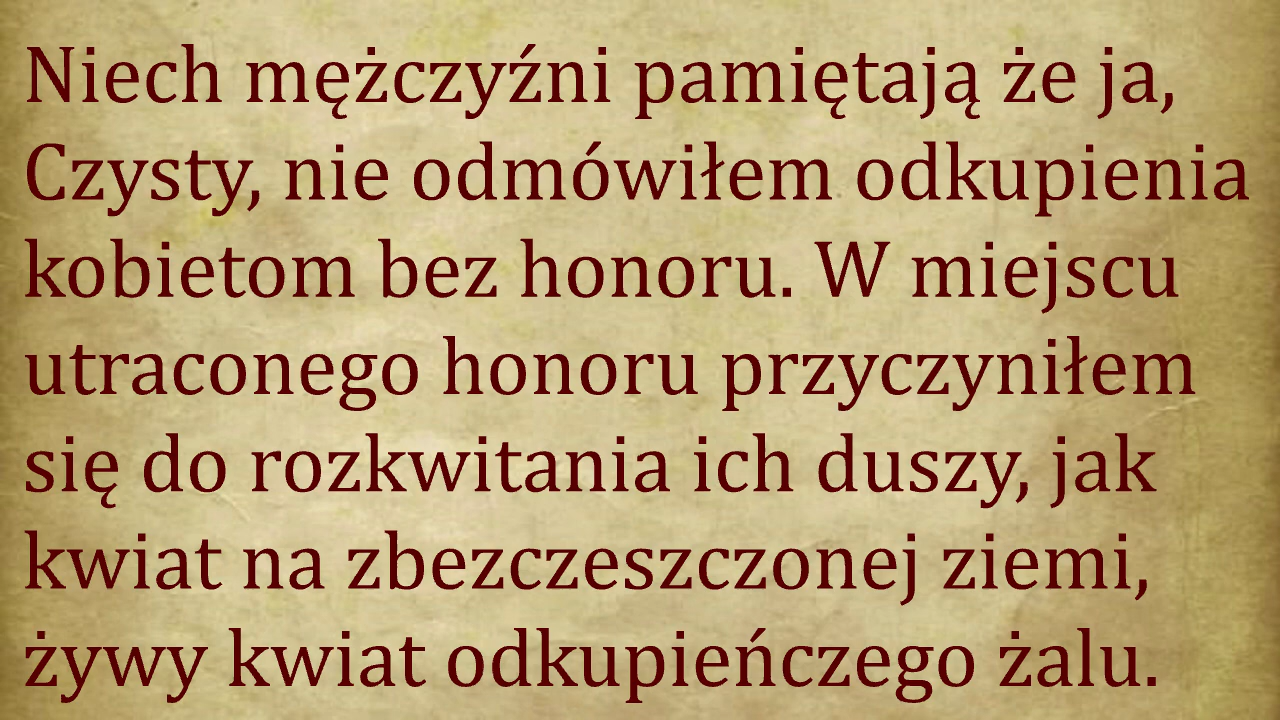 Niech mężczyźni pamiętają że ja,
Czysty, nie odmówiłem odkupienia
kobietom bez honoru. W miejscu
utraconego honoru przyczyniłem
się do rozkwitania ich duszy, jak
kwiat na zbezczeszczonej ziemi,
żywy kwiat odkupieńczego żalu.